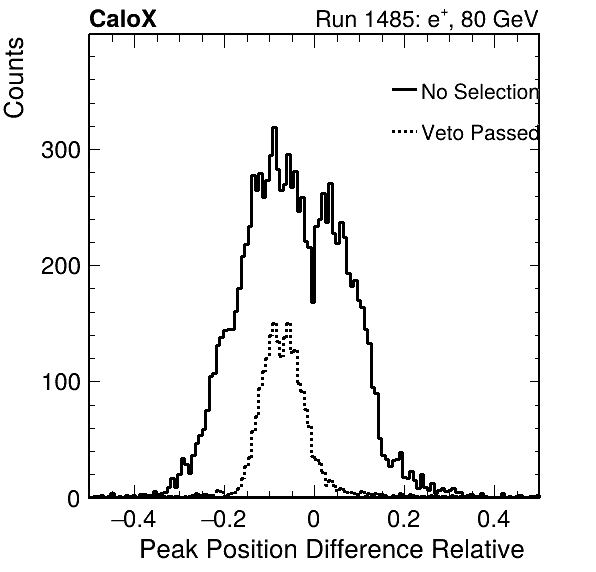 CaloX
Run 1485: e⁺, 80 GeV
Counts
No Selection
Veto Passed
300
200
100
0
−0.4
−0.2
0
0.2
0.4
Peak Position Difference Relative